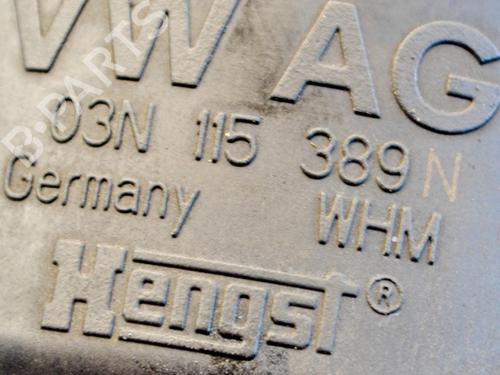 VW AG
03N 115 389 N
Germany WHM
Hengst ®
B-PARTS